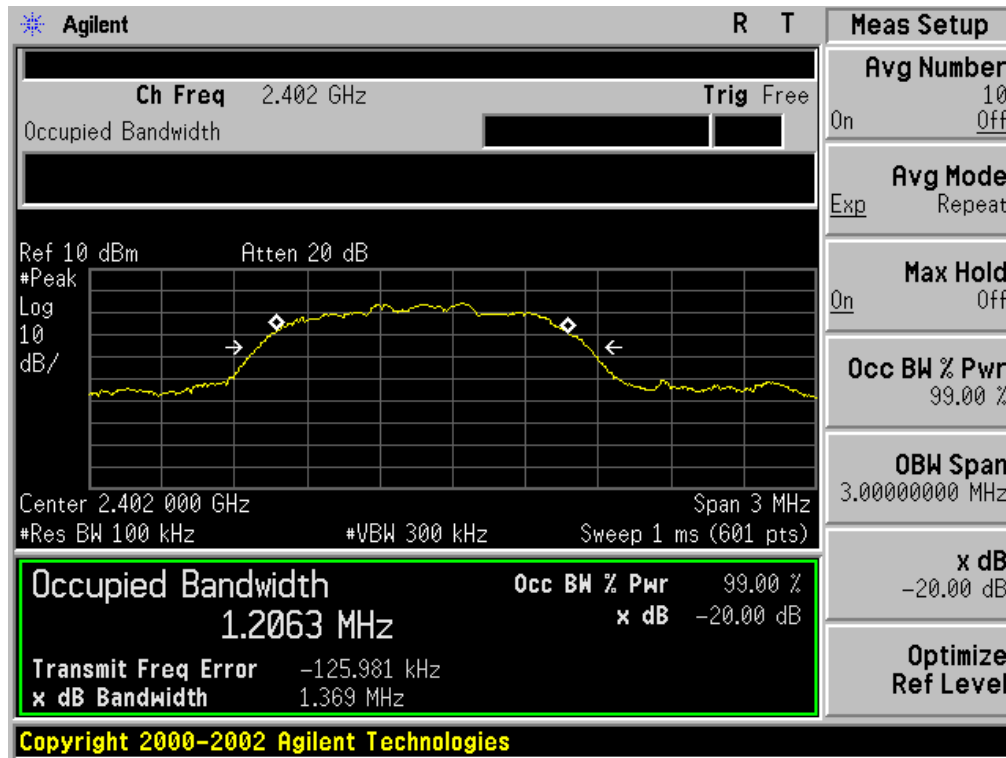 Agilent R T
Ch Freq 2.402 GHz Trig Free
Occupied Bandwidth
Ref 10 dBm Atten 20 dB
#Peak
Log
10
dB/
Center 2.402 000 GHz Span 3 MHz
#Res BW 100 kHz #VBW 300 kHz Sweep 1 ms (601 pts)
Occupied Bandwidth Occ BW % Pwr 99.00 %
1.2063 MHz x dB -20.00 dB
Transmit Freq Error -125.981 kHz
x dB Bandwidth 1.369 MHz
Copyright 2000-2002 Agilent Technologies
Meas Setup
Avg Number
10
On Off
Avg Mode
Exp Repeat
Max Hold
On Off
Occ BW % Pwr
99.00 %
OBW Span
3.00000000 MHz
x dB
-20.00 dB
Optimize
Ref Level